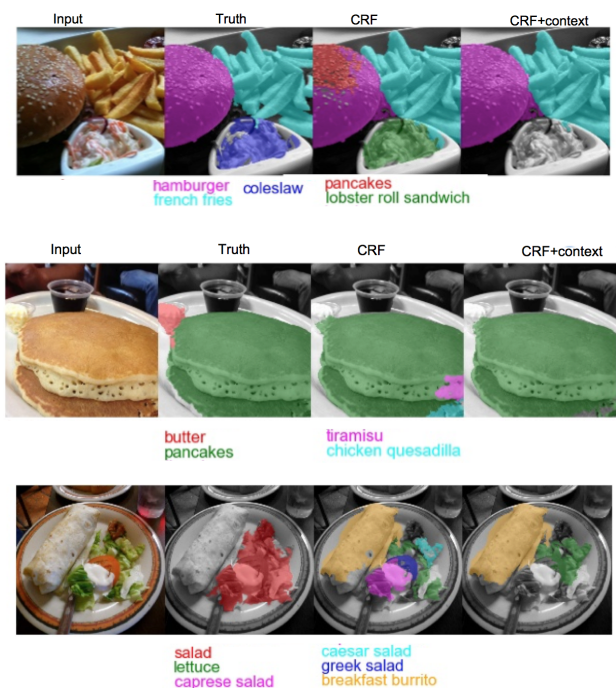 Input Truth CRF CRF+context
hamburger coleslaw pancakes
french fries lobster roll sandwich
Input Truth CRF CRF+context
butter tiramisu
pancakes chicken quesadilla
salad caesar salad
lettuce greek salad
caprese salad breakfast burrito